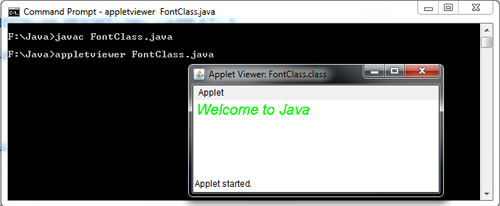 Command Prompt - appletviewer FontClass.java
F:\Java>javac FontClass.java
F:\Java>appletviewer FontClass.java
Applet Viewer: FontClass.class
Applet
Welcome to Java
Applet started.